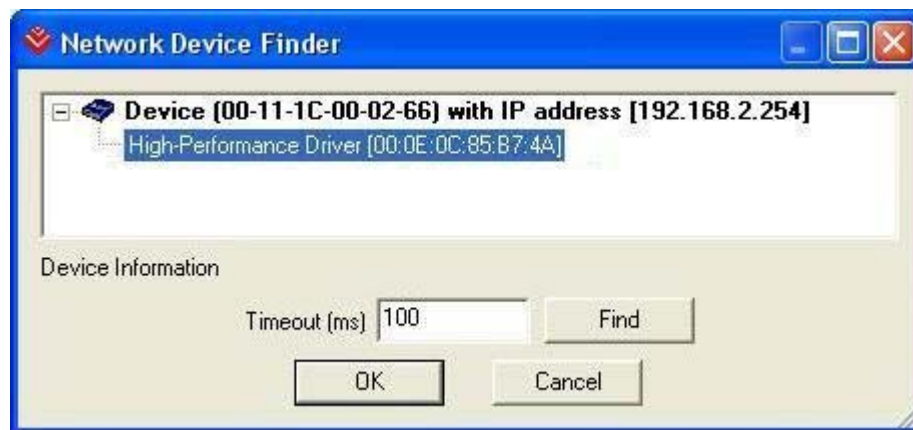 Network Device Finder
Device (00-11-1C-00-02-66) with IP address [192.168.2.254]
High-Performance Driver [00:0E:0C:85:B7:4A]
Device Information
Timeout (ms) 100 Find
OK Cancel